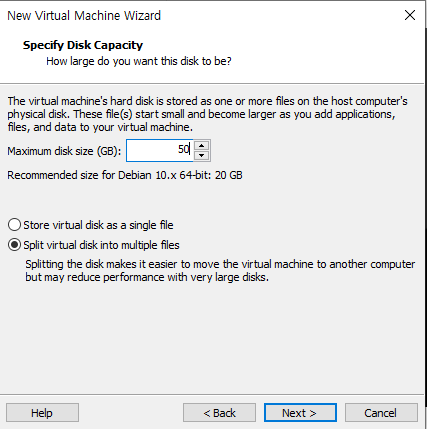 New Virtual Machine Wizard
Specify Disk Capacity
How large do you want this disk to be?
The virtual machine's hard disk is stored as one or more files on the host computer's
physical disk. These file(s) start small and become larger as you add applications,
files, and data to your virtual machine.
Maximum disk size (GB): 50
Recommended size for Debian 10.x 64-bit: 20 GB
Store virtual disk as a single file
Split virtual disk into multiple files
Splitting the disk makes it easier to move the virtual machine to another computer
but may reduce performance with very large disks.
Help < Back Next > Cancel